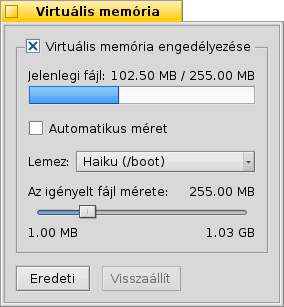 Virtuális memória
Virtuális memória engedélyezése
Jelenlegi fájl: 102.50 MB / 255.00 MB
Automatikus méret
Lemez: Haiku (/boot)
Az igényelt fájl mérete: 255.00 MB
1.00 MB 1.03 GB
Eredeti Visszaállít